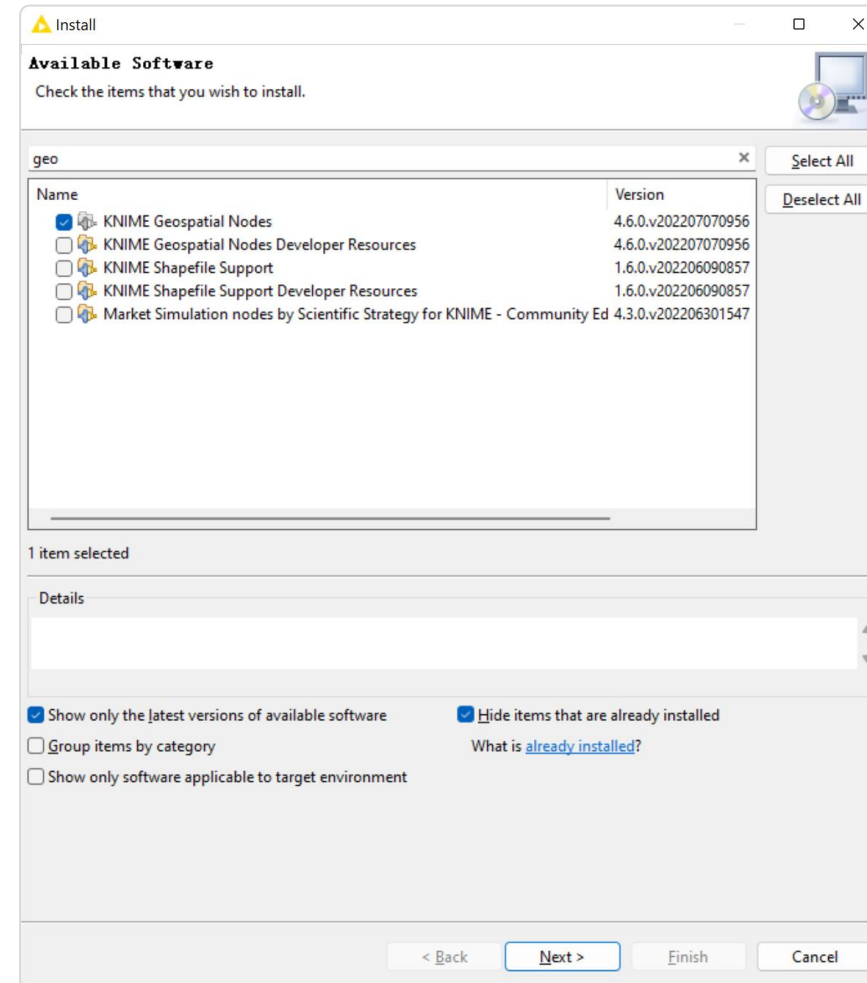 Install
Available Software
Check the items that you wish to install.
geo
Select All
Deselect All
Name Version
KNIME Geospatial Nodes 4.6.0.v202207070956
KNIME Geospatial Nodes Developer Resources 4.6.0.v202207070956
KNIME Shapefile Support 1.6.0.v202206090857
KNIME Shapefile Support Developer Resources 1.6.0.v202206090857
Market Simulation nodes by Scientific Strategy for KNIME - Community Ed 4.3.0.v202206301547
1 item selected
Details
Show only the latest versions of available software Hide items that are already installed
Group items by category What is already installed?
Show only software applicable to target environment
< Back Next > Finish Cancel